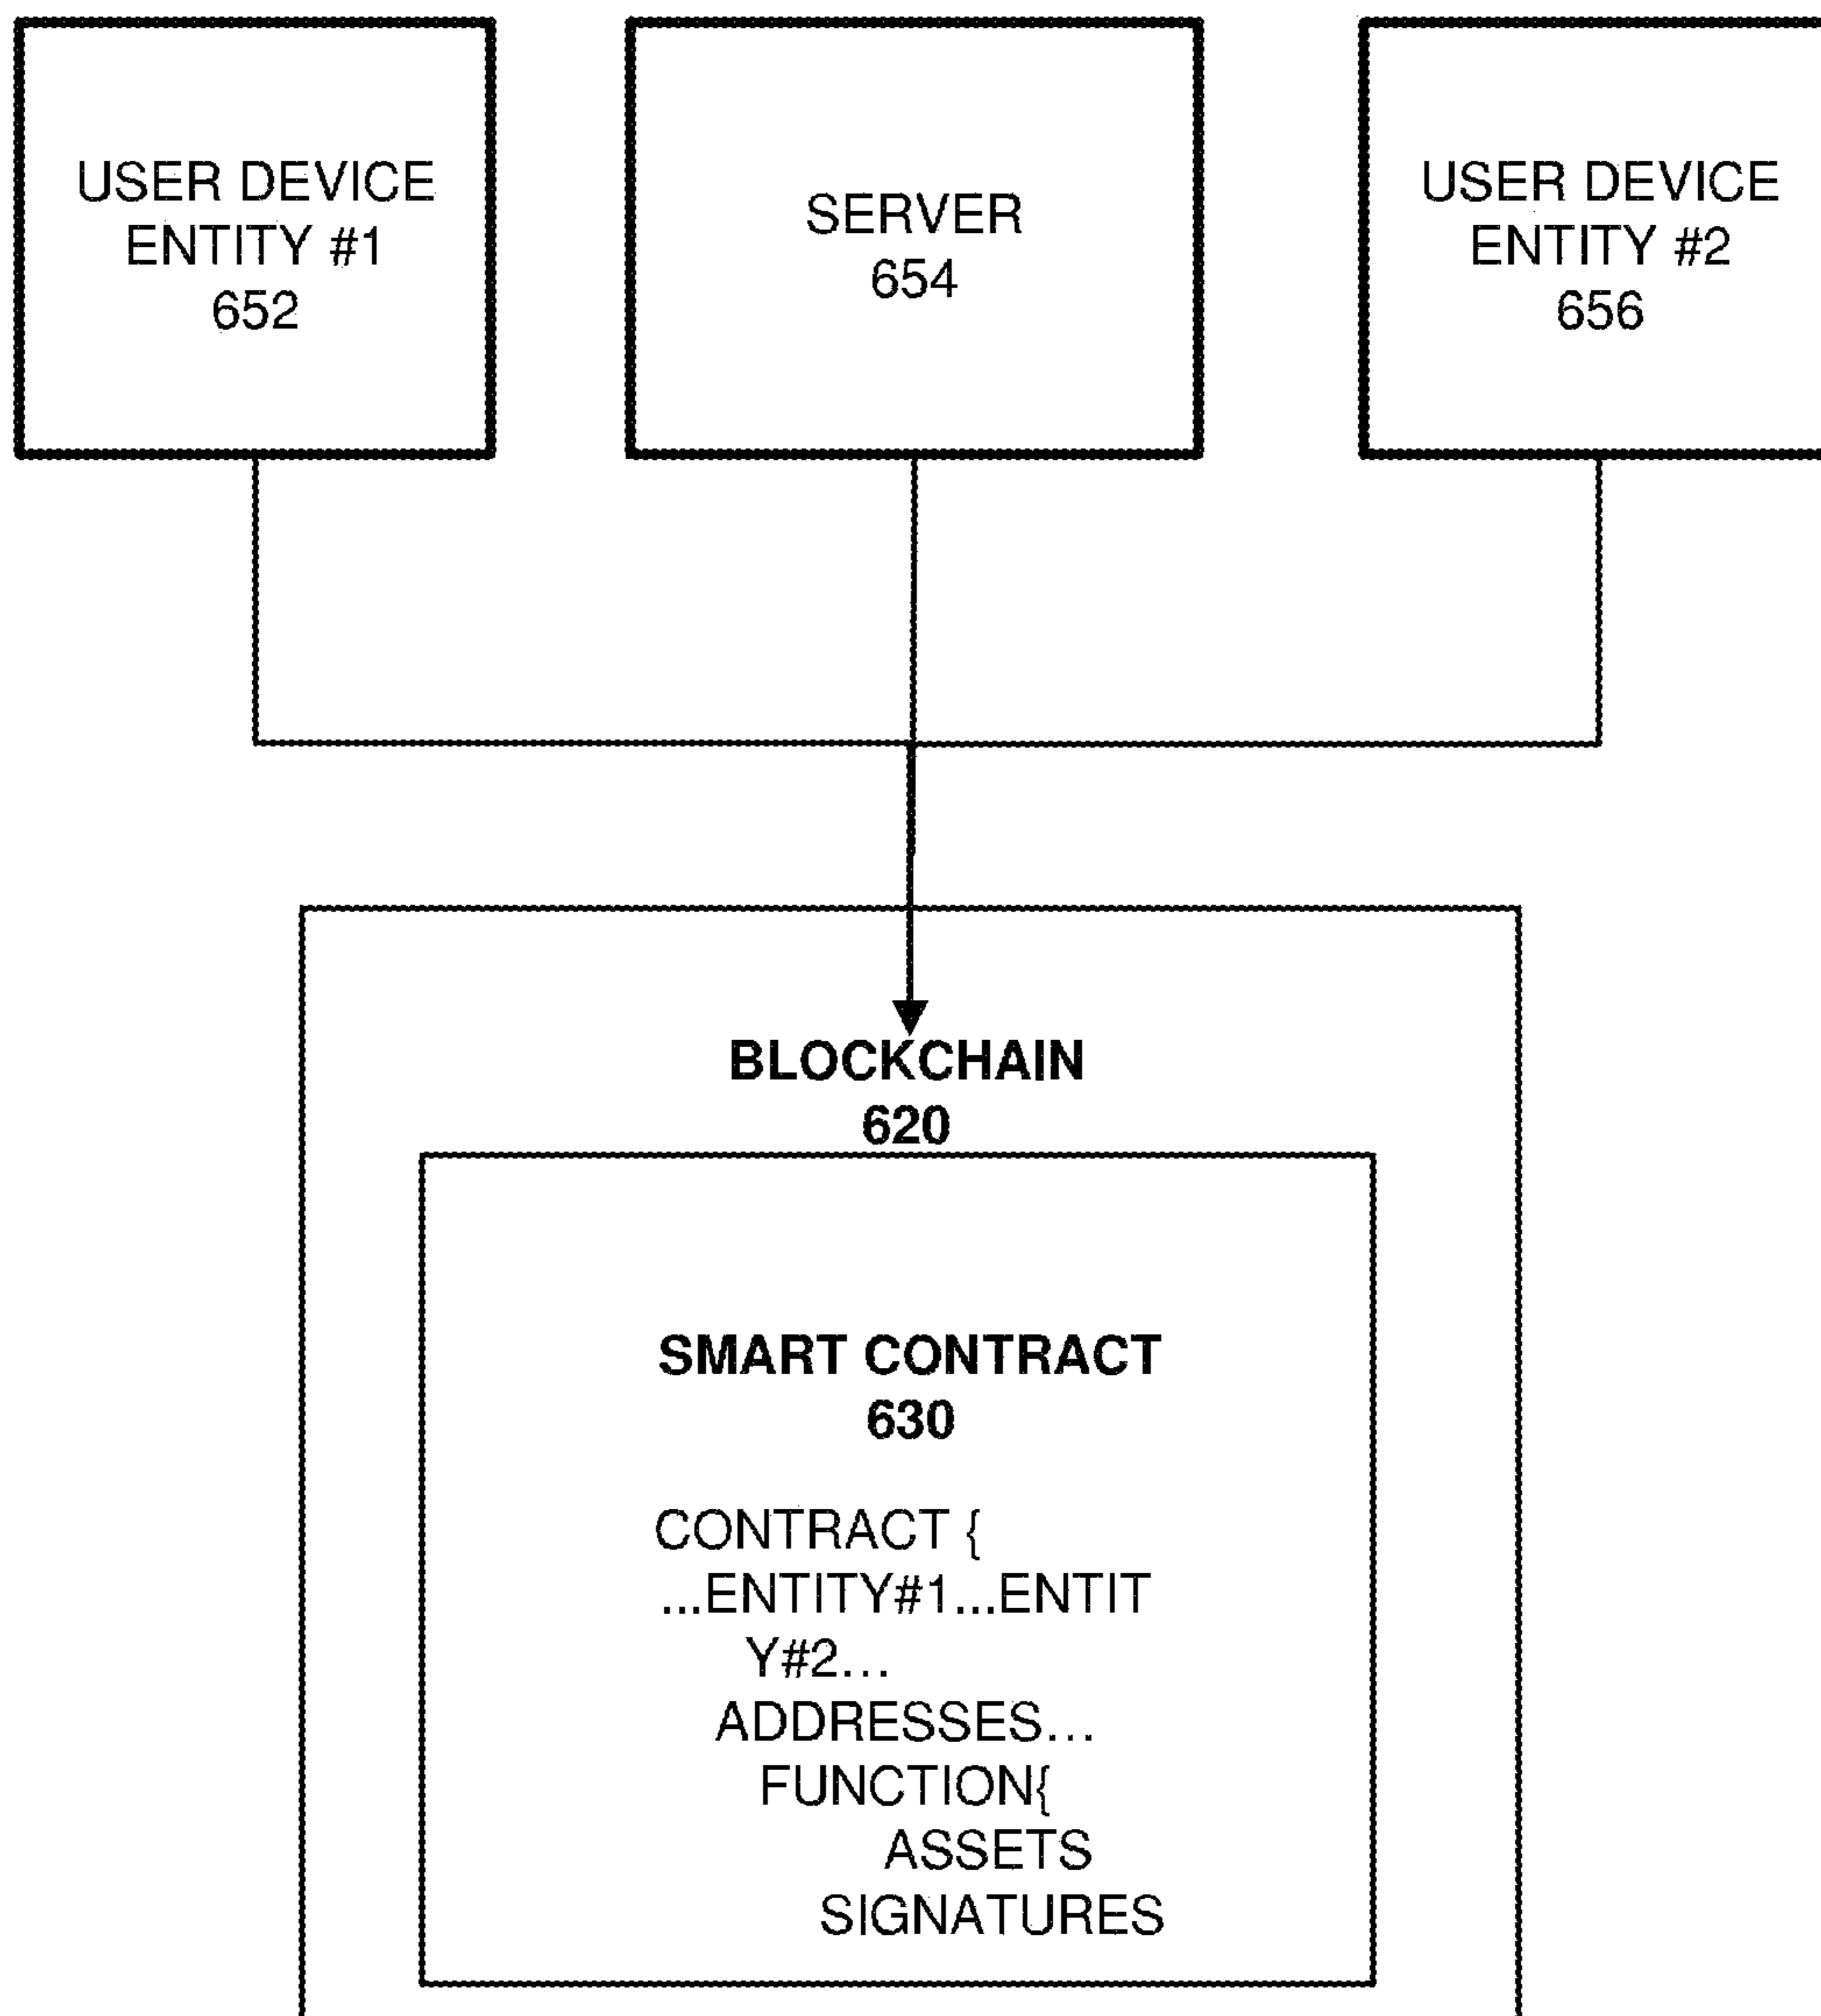 USER DEVICE
ENTITY #1
652
SERVER
654
USER DEVICE
ENTITY #2
656
BLOCKCHAIN
620
SMART CONTRACT
630
CONTRACT {
...ENTITY#1...ENTIT
Y#2...
ADDRESSES...
FUNCTION{
ASSETS
SIGNATURES